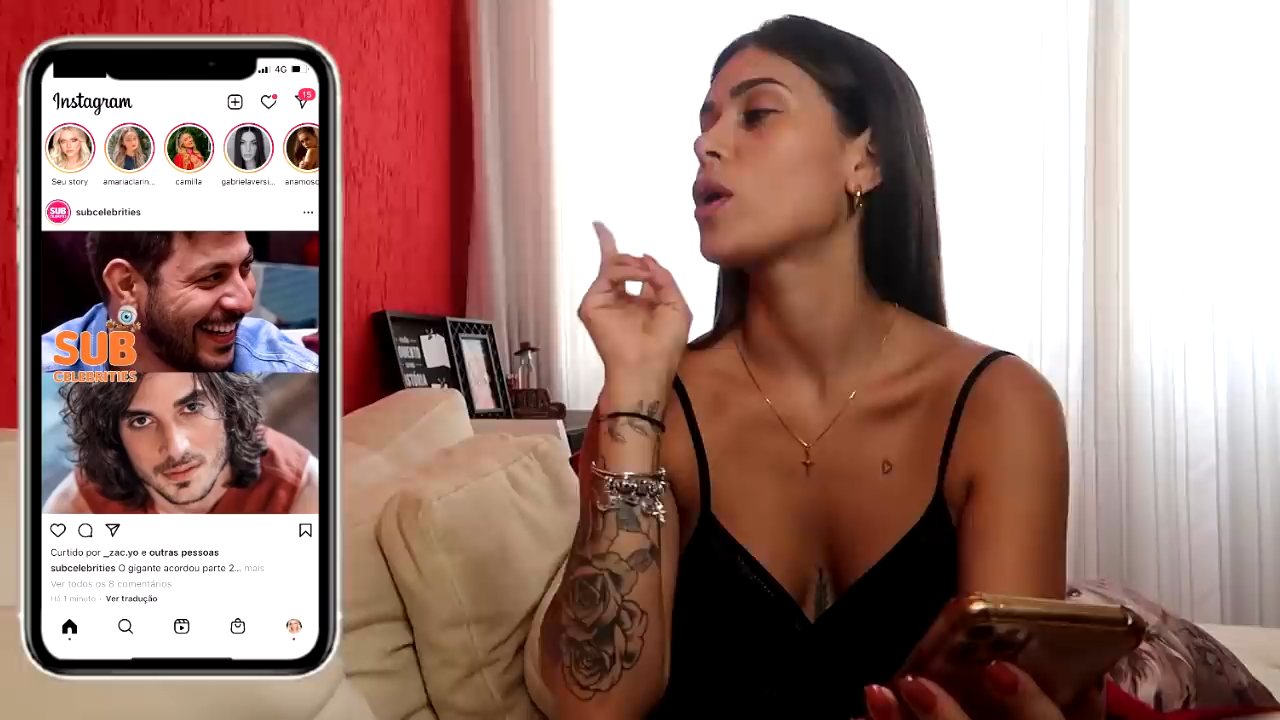 4G
Instagram
15
Seu story
amariaclarin...
camilla
gabrielaversi...
anamosc
SUB
subcelebrities
SUB
CELEBRITIES
Curtido por _zac.yo e outras pessoas
subcelebrities O gigante acordou parte 2... mais
Ver todos os 8 comentários
Há 1 minuto · Ver tradução